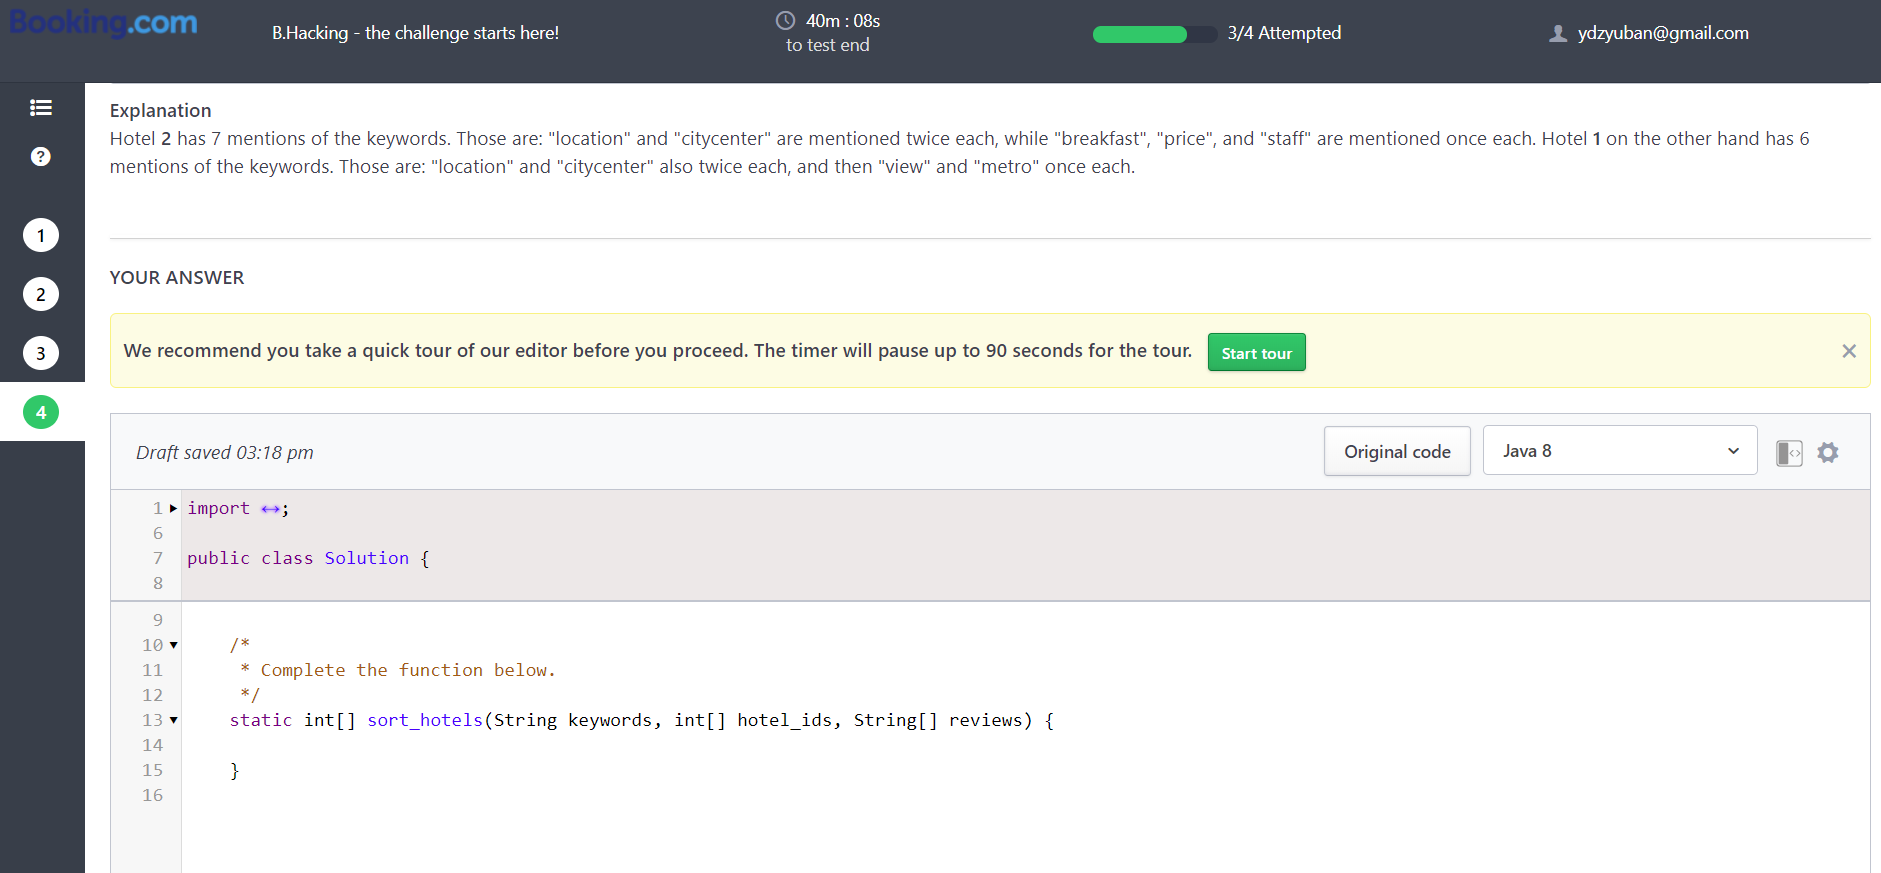 Booking.com
B.Hacking - the challenge starts here!
40m : 08s
to test end
3/4 Attempted
ydzyuban@gmail.com
?
1
2
3
4
Explanation
Hotel 2 has 7 mentions of the keywords. Those are: "location" and "citycenter" are mentioned twice each, while "breakfast", "price", and "staff" are mentioned once each. Hotel 1 on the other hand has 6
mentions of the keywords. Those are: "location" and "citycenter" also twice each, and then "view" and "metro" once each.
YOUR ANSWER
We recommend you take a quick tour of our editor before you proceed. The timer will pause up to 90 seconds for the tour.
Start tour
Draft saved 03:18 pm
Original code
Java 8
1 import ↔;
6
7 public class Solution {
8
9
10 /*
11 * Complete the function below.
12 */
13 static int[] sort_hotels(String keywords, int[] hotel_ids, String[] reviews) {
14
15 }
16